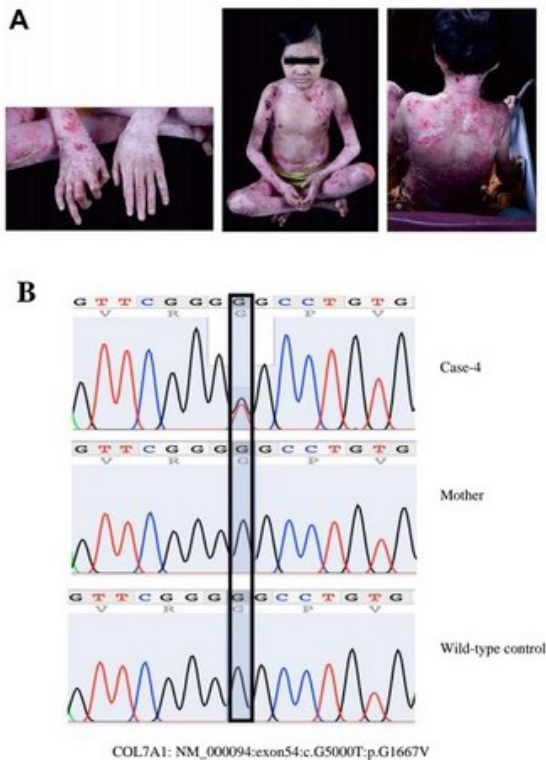 A
B
G T T C G G G G G C C T G T G
V R G P V
Case-4
G T T C G G G G G C C T G T G
V R G P V
Mother
G T T C G G G G G C C T G T G
V R G P V
Wild-type control
COL7A1: NM_000094:exon54:c.G5000T:p.G1667V